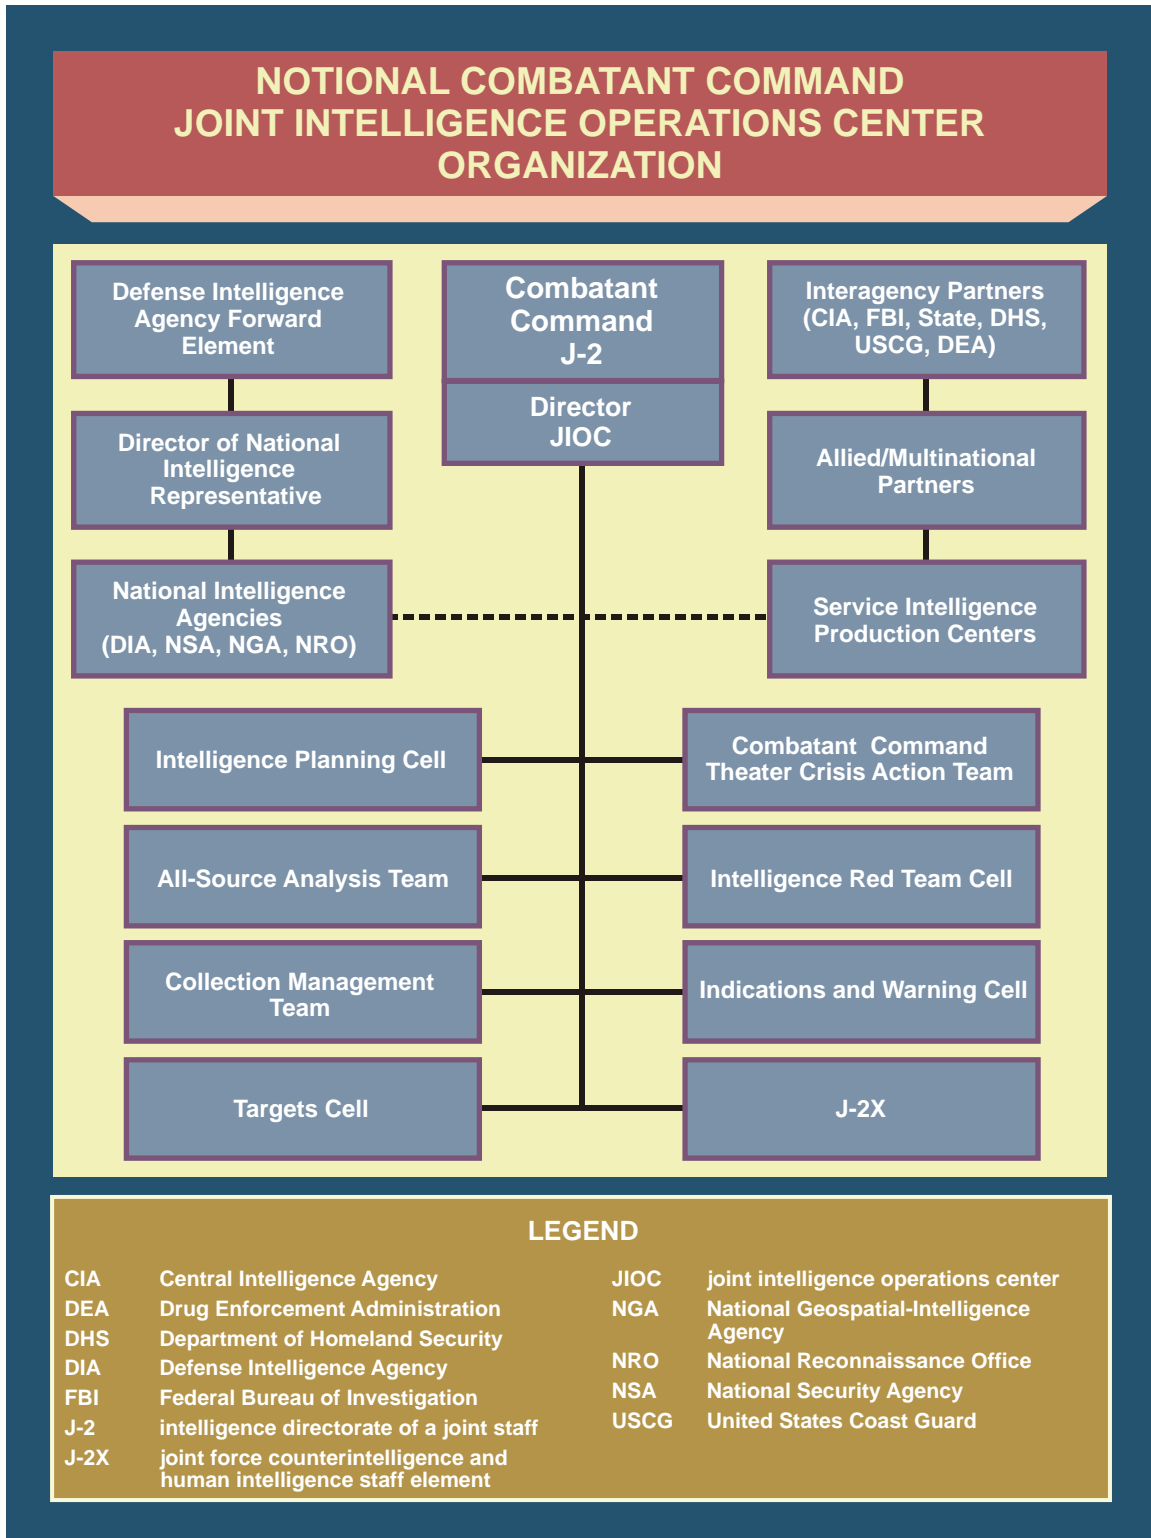 NOTIONAL COMBATANT COMMAND
JOINT INTELLIGENCE OPERATIONS CENTER
ORGANIZATION
Defense Intelligence
Agency Forward
Element
Combatant
Command
J-2
Interagency Partners
(CIA, FBI, State, DHS,
USCG, DEA)
Director
JIOC
Director of National
Intelligence
Representative
Allied/Multinational
Partners
National Intelligence
Agencies
(DIA, NSA, NGA, NRO)
Service Intelligence
Production Centers
Intelligence Planning Cell
Combatant Command
Theater Crisis Action Team
All-Source Analysis Team
Intelligence Red Team Cell
Collection Management
Team
Indications and Warning Cell
Targets Cell
J-2X
LEGEND
CIA Central Intelligence Agency
DEA Drug Enforcement Administration
DHS Department of Homeland Security
DIA Defense Intelligence Agency
FBI Federal Bureau of Investigation
J-2 intelligence directorate of a joint staff
J-2X joint force counterintelligence and
human intelligence staff element
JIOC joint intelligence operations center
NGA National Geospatial-Intelligence
Agency
NRO National Reconnaissance Office
NSA National Security Agency
USCG United States Coast Guard